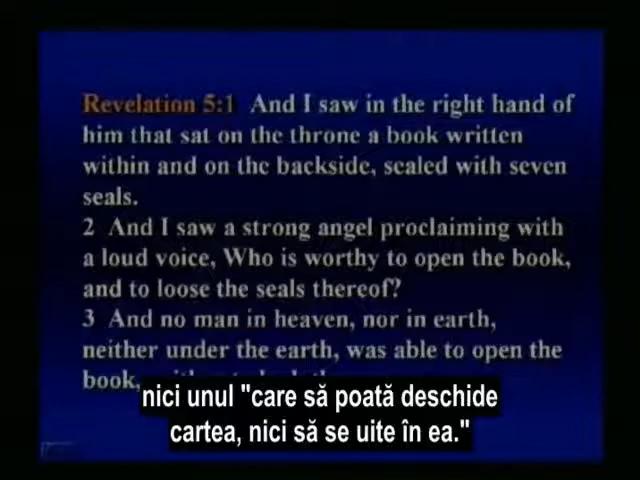 Revelation 5:1 And I saw in the right hand of
him that sat on the throne a book written
within and on the backside, sealed with seven
seals.
2 And I saw a strong angel proclaiming with
a loud voice, Who is worthy to open the book,
and to loose the seals thereof?
3 And no man in heaven, nor in earth,
neither under the earth, was able to open the
book,
nici unul "care să poată deschide
cartea, nici să se uite în ea."